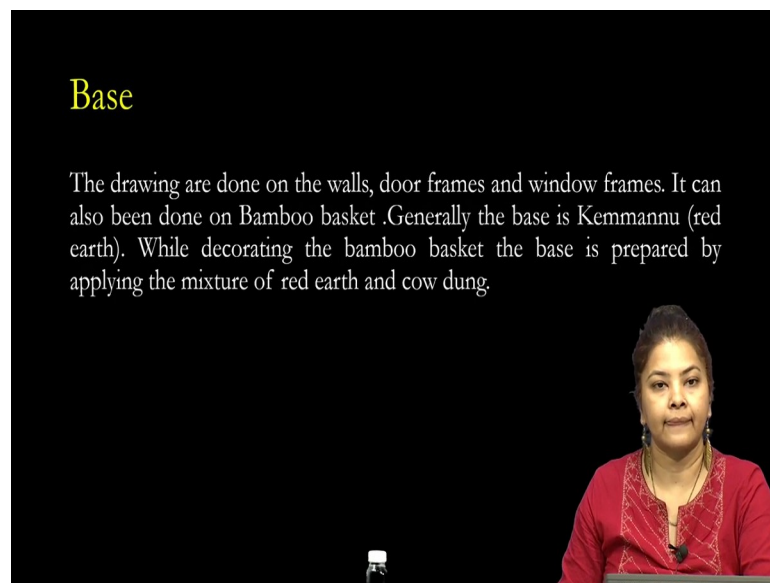 Base
The drawing are done on the walls, door frames and window frames. It can
also been done on Bamboo basket .Generally the base is Kemmannu (red
earth). While decorating the bamboo basket the base is prepared by
applying the mixture of red earth and cow dung.